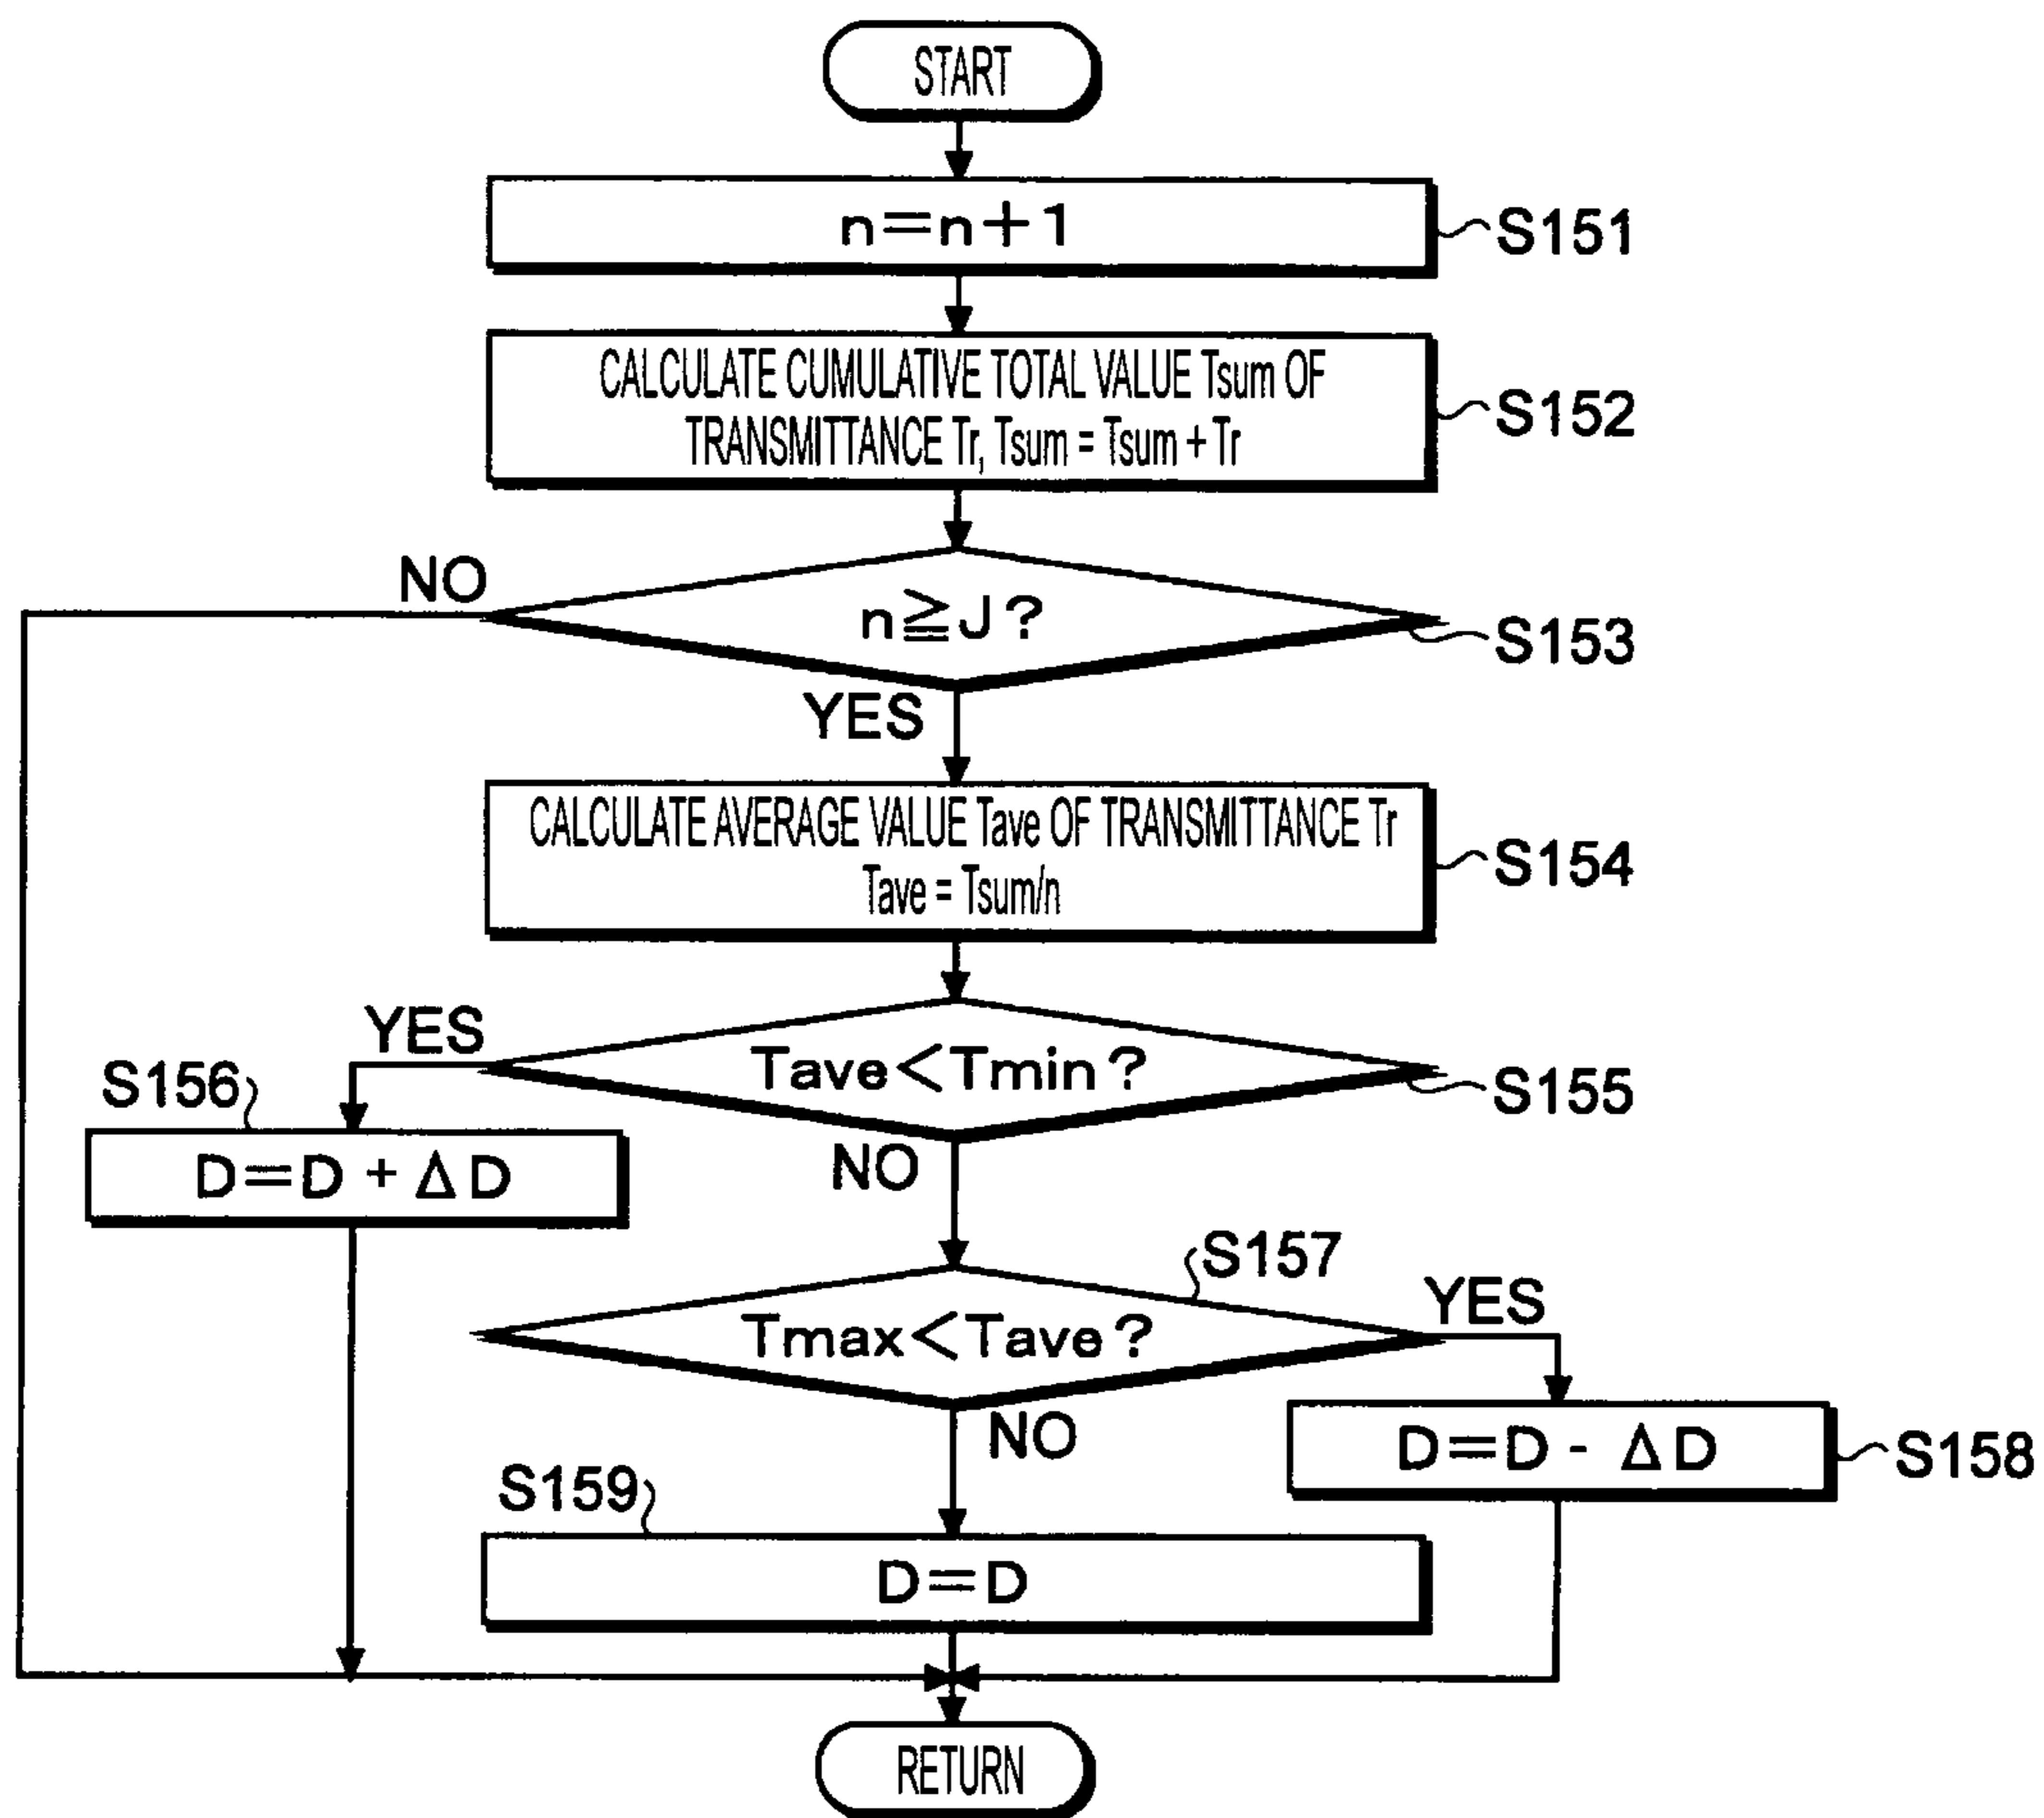 START
n=n+1
S151
CALCULATE CUMULATIVE TOTAL VALUE Tsum OF
TRANSMITTANCE Tr, Tsum = Tsum + Tr
S152
NO
n≧J?
S153
YES
CALCULATE AVERAGE VALUE Tave OF TRANSMITTANCE Tr
Tave = Tsum/n
S154
YES
Tave<Tmin?
S155
S156
D=D + ΔD
NO
S157
Tmax<Tave?
YES
NO
D=D - ΔD
S158
S159
D=D
RETURN